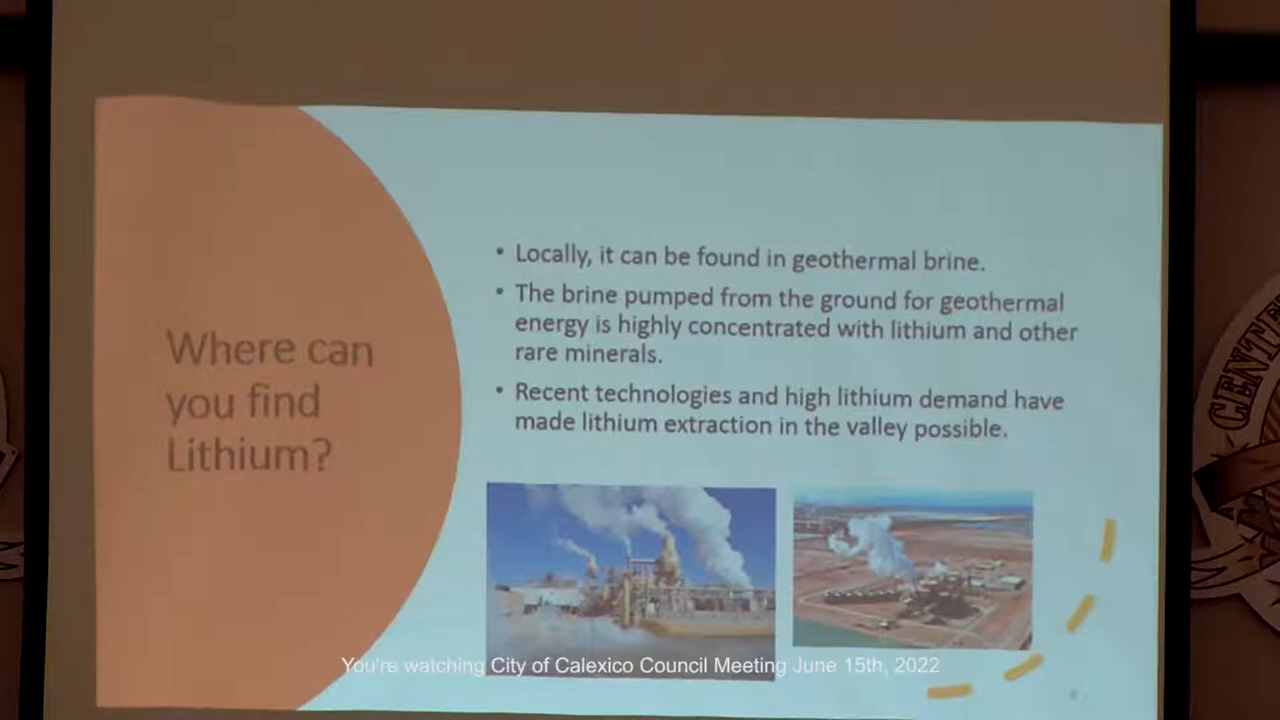 Where can
you find
Lithium?
• Locally, it can be found in geothermal brine.
• The brine pumped from the ground for geothermal
energy is highly concentrated with lithium and other
rare minerals.
• Recent technologies and high lithium demand have
made lithium extraction in the valley possible.
You're watching City of Calexico Council Meeting June 15th, 2022